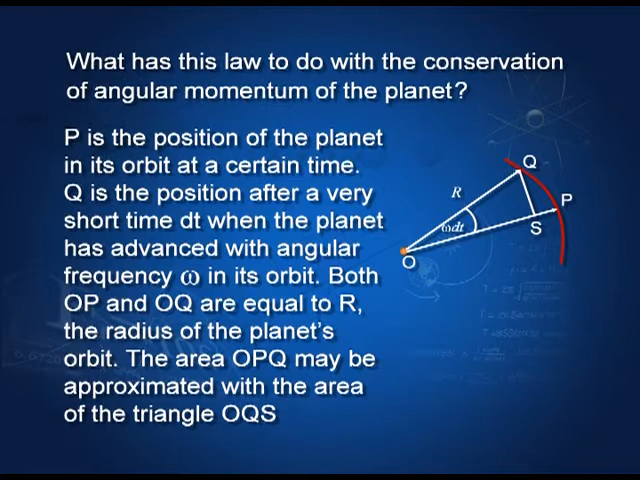 What has this law to do with the conservation
of angular momentum of the planet?
P is the position of the planet
in its orbit at a certain time.
Q is the position after a very
short time dt when the planet
has advanced with angular
frequency ω in its orbit. Both
OP and OQ are equal to R,
the radius of the planet's
orbit. The area OPQ may be
approximated with the area
of the triangle OQS
Q
R
P
ωdt
S
O